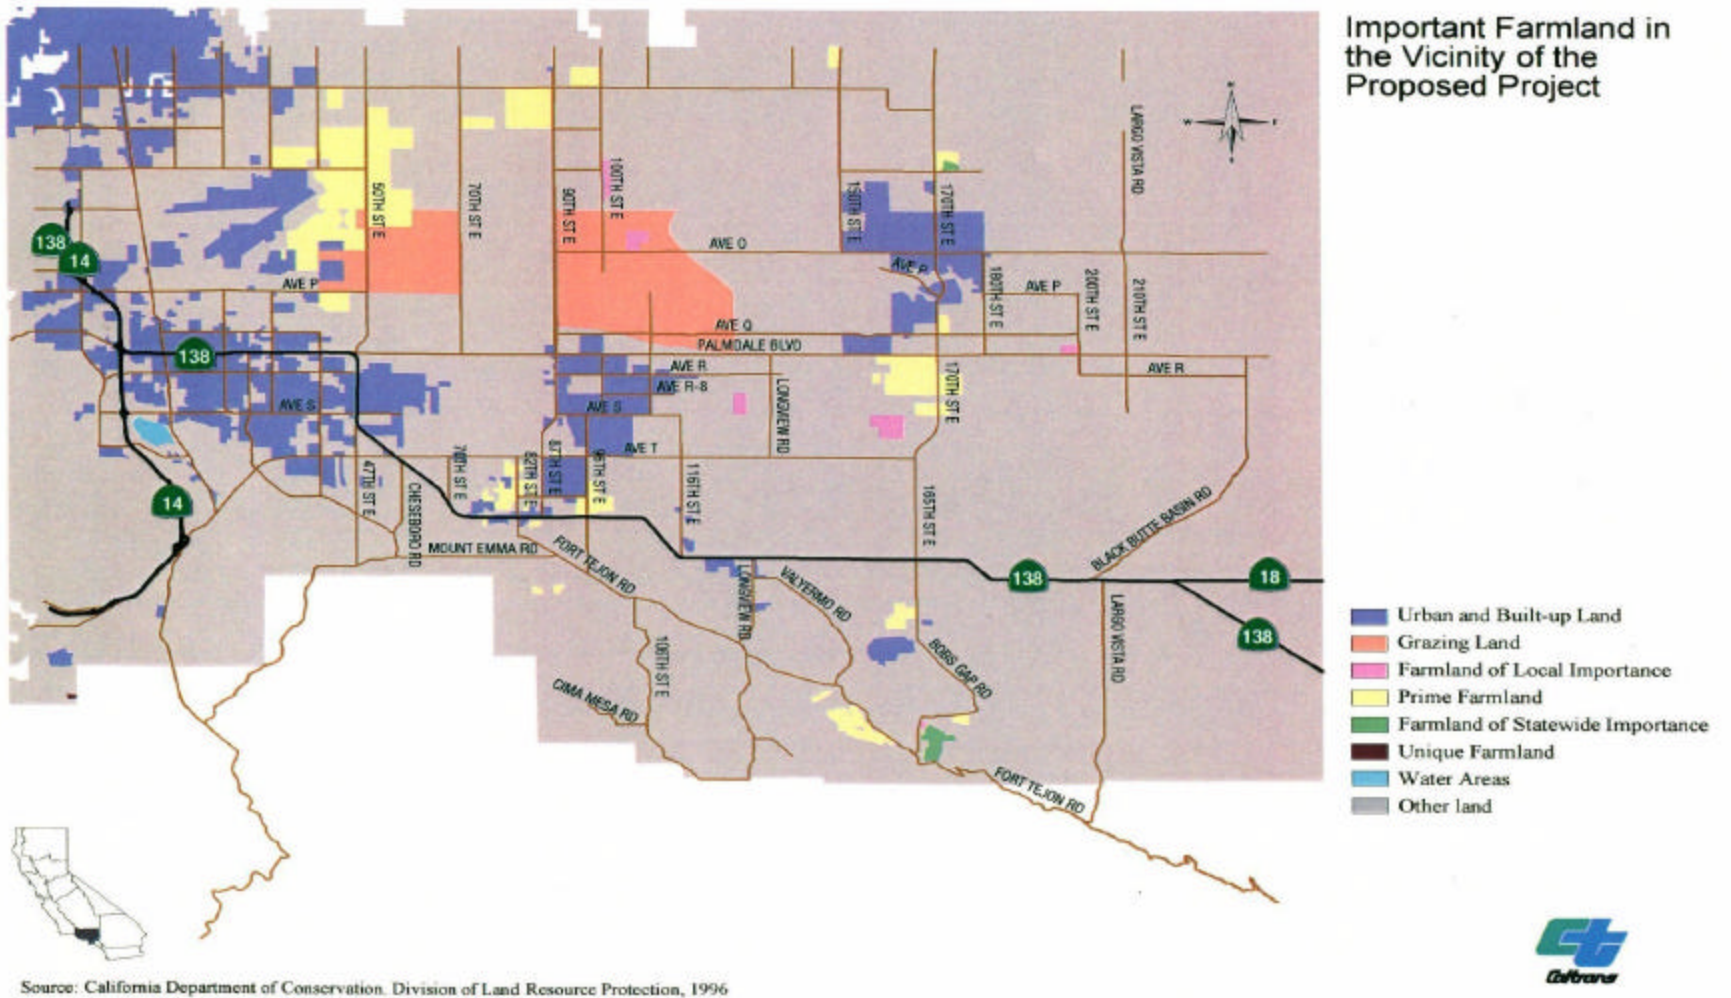 Important Farmland in
the Vicinity of the
Proposed Project
N
W
E
S
LARGO VISTA RD
100TH ST E
50TH ST E
70TH ST E
90TH ST E
150TH ST E
170TH ST E
138
14
AVE O
AVE P
AVE P
AVE P
180TH ST E
200TH ST E
210TH ST E
AVE Q
PALMDALE BLVD
138
AVE R
AVE R
AVE R-8
170TH ST E
LONGVIEW RD
AVE S
AVE S
AVE T
47TH ST E
CHESEBORO RD
70TH ST E
82TH ST E
87TH ST E
96TH ST E
116TH ST E
165TH ST E
14
BLACK BUTTE BASIN RD
MOUNT EMMA RD
FORT TEJON RD
LONGVIEW RD
VALYERMO RD
138
18
138
LARGO VISTA RD
106TH ST E
BOBS GAP RD
CIMA MESA RD
FORT TEJON RD
Urban and Built-up Land
Grazing Land
Farmland of Local Importance
Prime Farmland
Farmland of Statewide Importance
Unique Farmland
Water Areas
Other land
Caltrans
Source: California Department of Conservation. Division of Land Resource Protection, 1996